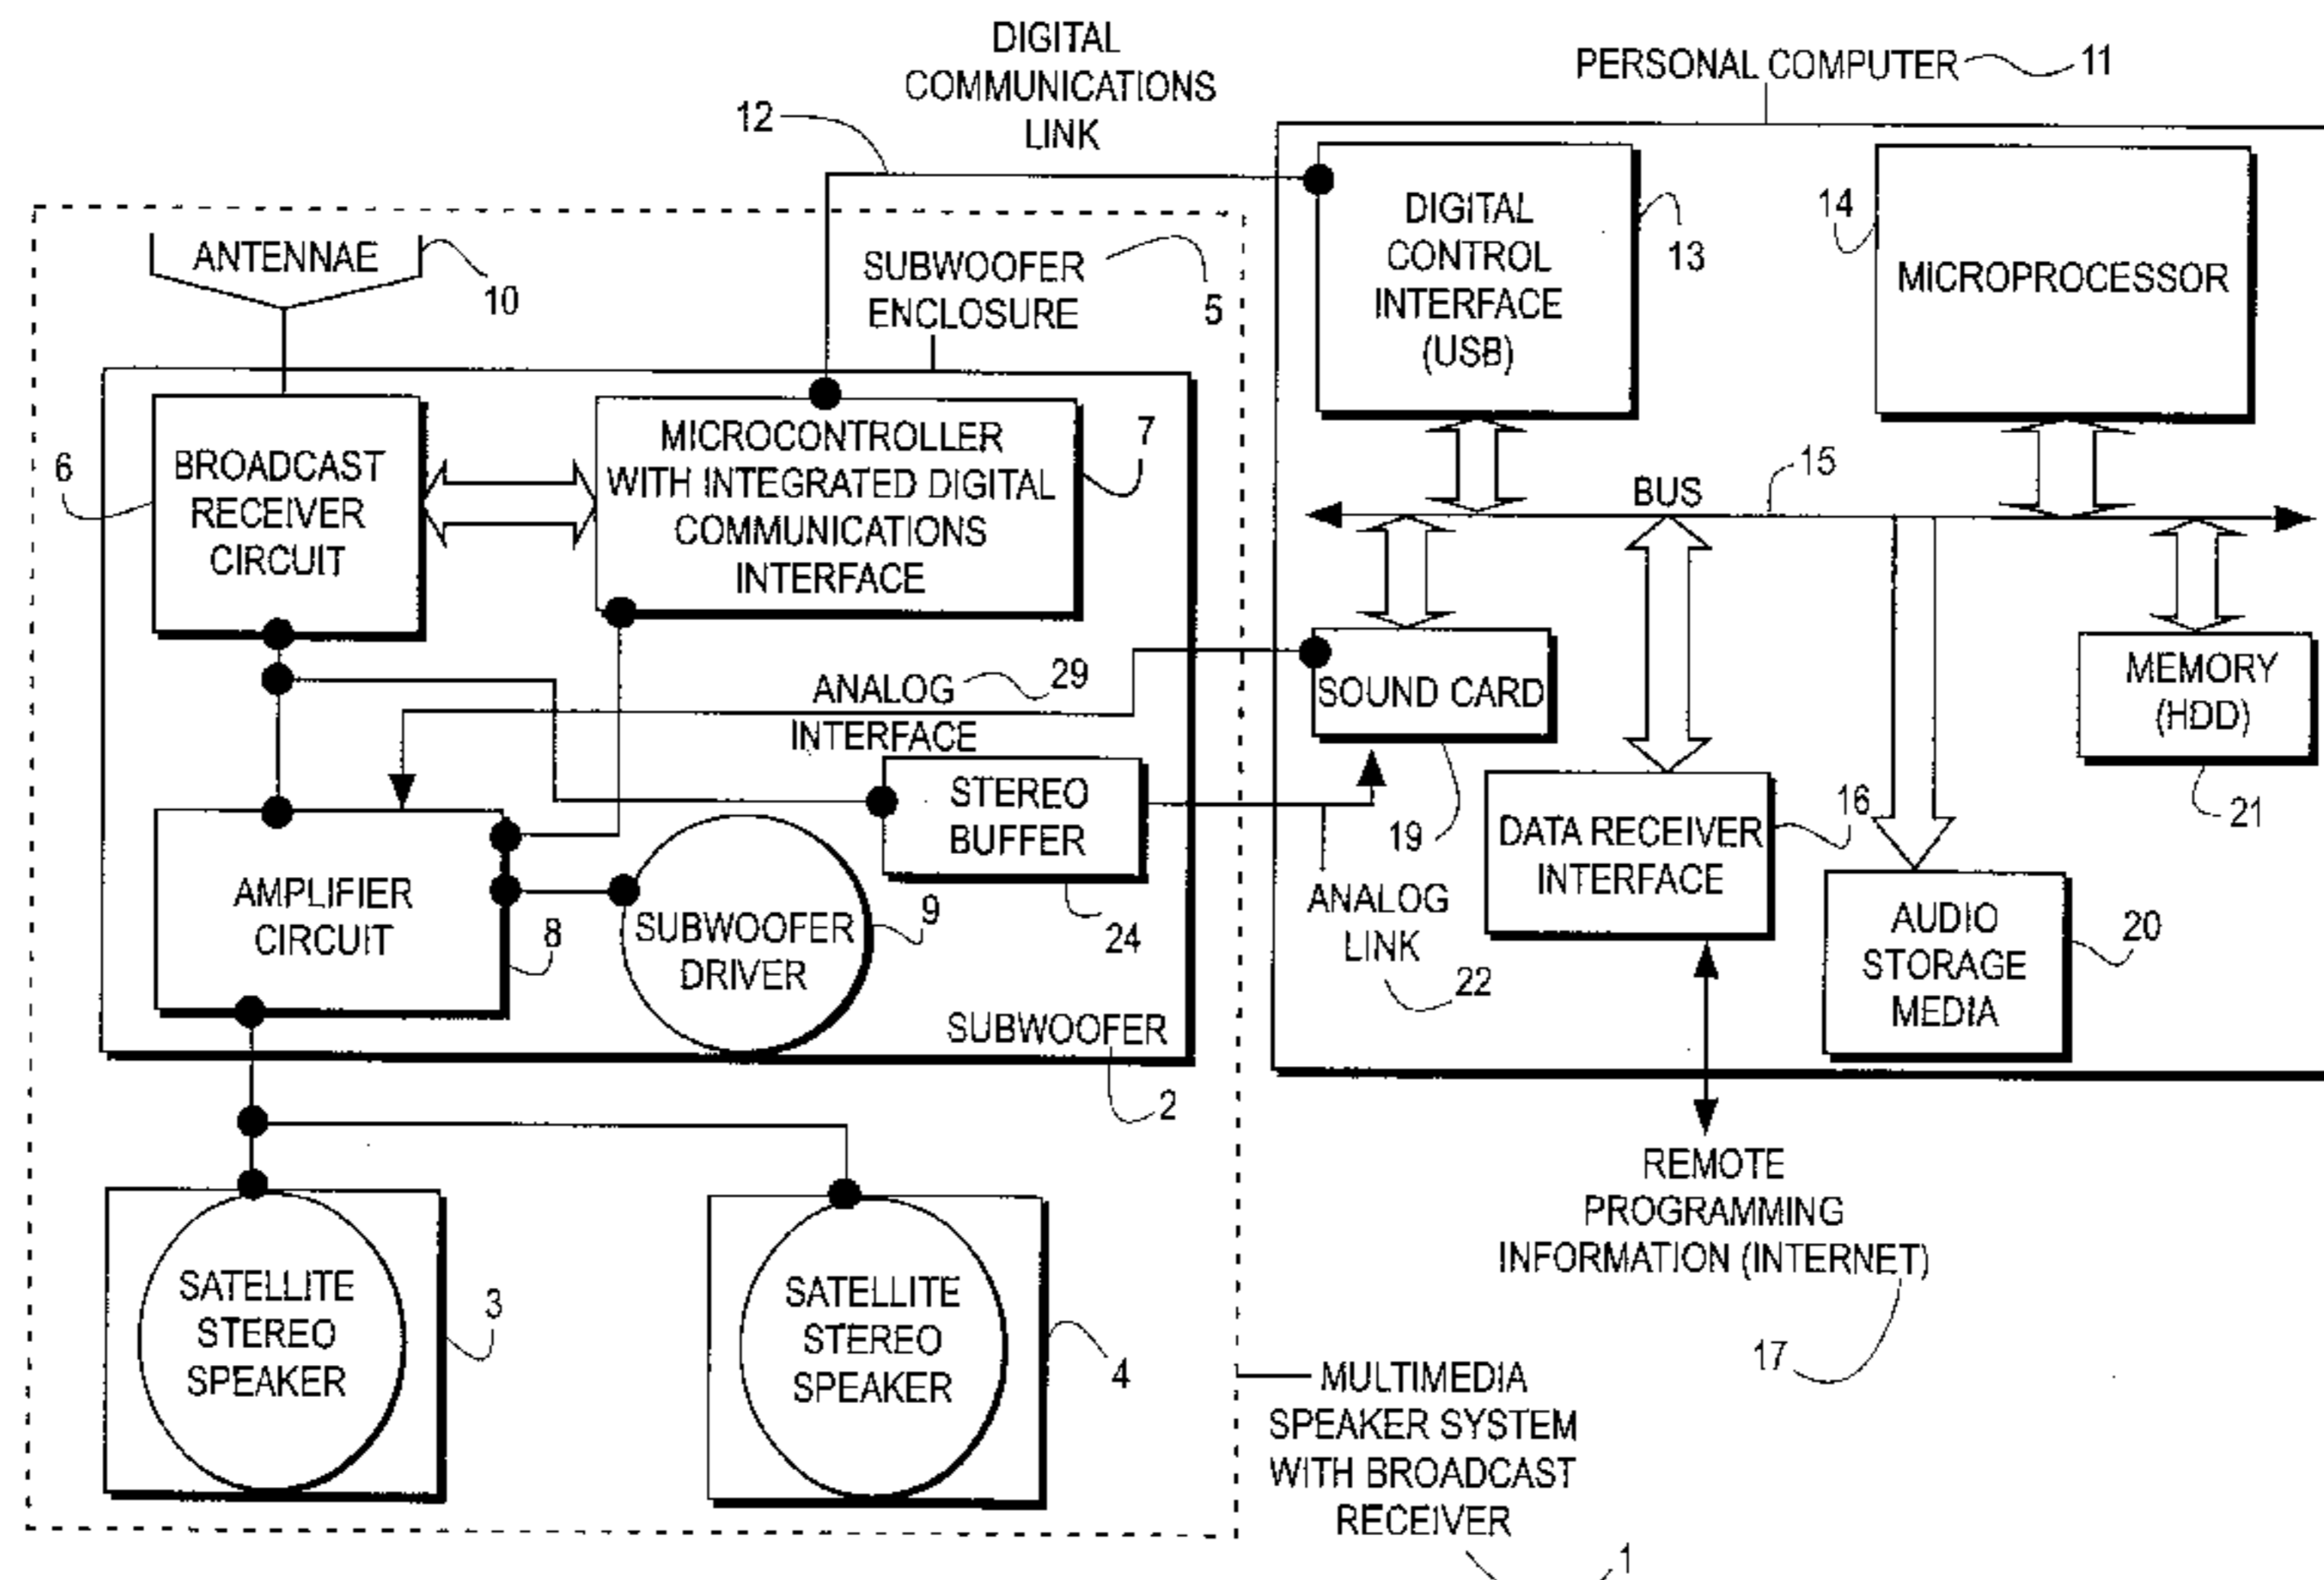 DIGITAL
COMMUNICATIONS
LINK
12
PERSONAL COMPUTER 11
ANTENNAE
10
SUBWOOFER
ENCLOSURE
5
DIGITAL
CONTROL
INTERFACE
(USB)
13
14
MICROPROCESSOR
6
BROADCAST
RECEIVER
CIRCUIT
MICROCONTROLLER
WITH INTEGRATED DIGITAL
COMMUNICATIONS
INTERFACE
7
BUS
15
ANALOG
INTERFACE
29
SOUND CARD
19
MEMORY
(HDD)
21
STEREO
BUFFER
24
DATA RECEIVER
INTERFACE
16
AMPLIFIER
CIRCUIT
8
SUBWOOFER
DRIVER
9
ANALOG
LINK
22
AUDIO
STORAGE
MEDIA
20
SUBWOOFER
2
REMOTE
PROGRAMMING
INFORMATION (INTERNET)
17
SATELLITE
STEREO
SPEAKER
3
SATELLITE
STEREO
SPEAKER
4
MULTIMEDIA
SPEAKER SYSTEM
WITH BROADCAST
RECEIVER
1